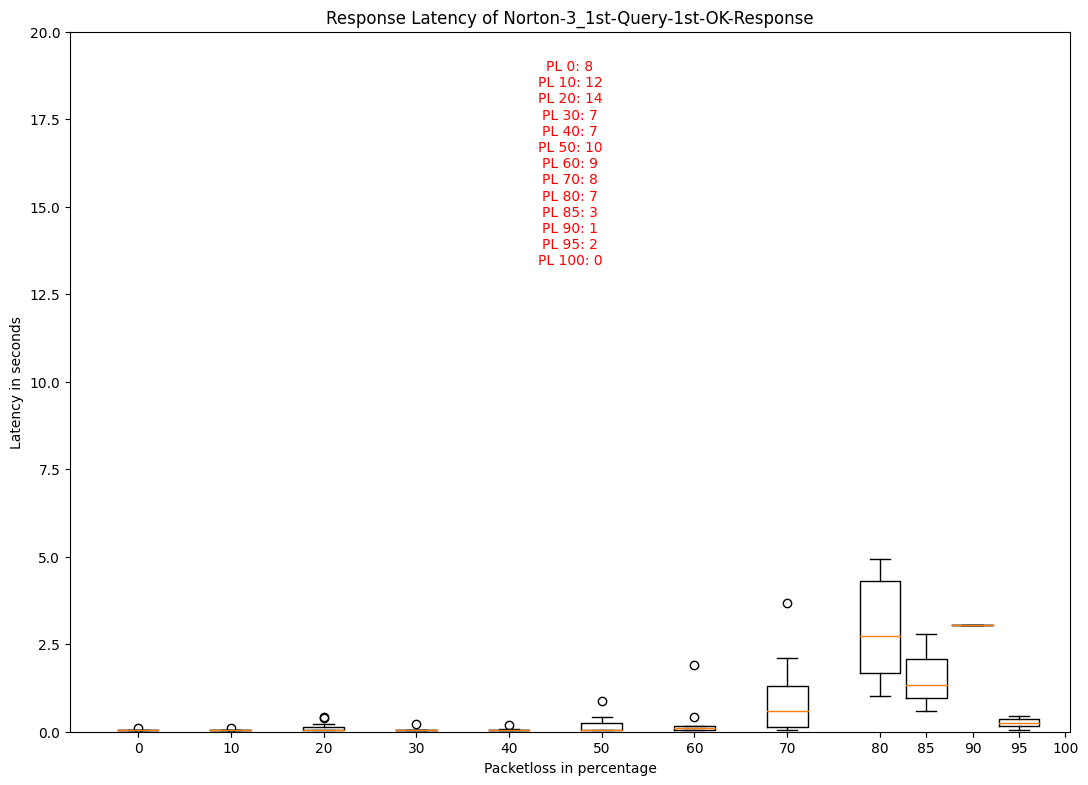 Response Latency of Norton-3_1st-Query-1st-OK-Response
20.0
17.5
15.0
12.5
10.0
7.5
5.0
2.5
0.0
Latency in seconds
PL 0: 8
PL 10: 12
PL 20: 14
PL 30: 7
PL 40: 7
PL 50: 10
PL 60: 9
PL 70: 8
PL 80: 7
PL 85: 3
PL 90: 1
PL 95: 2
PL 100: 0
0 10 20 30 40 50 60 70 80 85 90 95 100
Packetloss in percentage